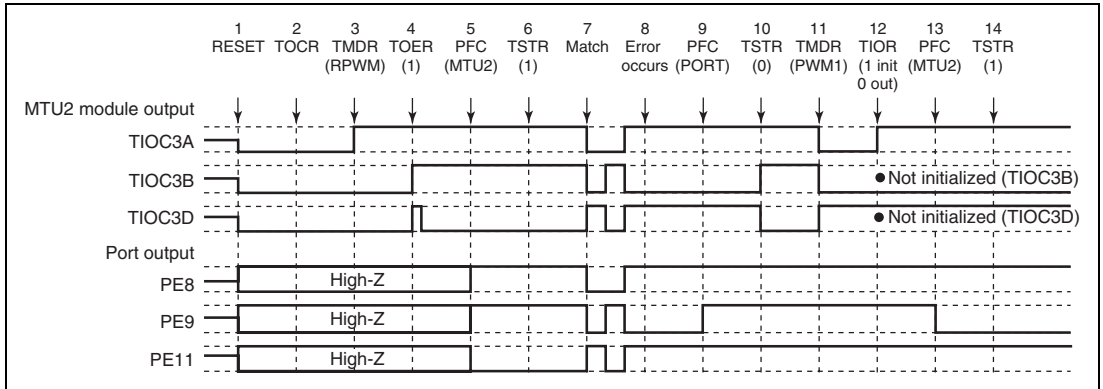 1 2 3 4 5 6 7 8 9 10 11 12 13 14
RESET TOCR TMDR TOER PFC TSTR Match Error PFC TSTR TMDR TIOR PFC TSTR
(RPWM) (1) (MTU2) (1) occurs (PORT) (0) (PWM1) (1 init (MTU2) (1)
0 out)
MTU2 module output
TIOC3A
TIOC3B
● Not initialized (TIOC3B)
TIOC3D
● Not initialized (TIOC3D)
Port output
PE8
High-Z
PE9
High-Z
PE11
High-Z